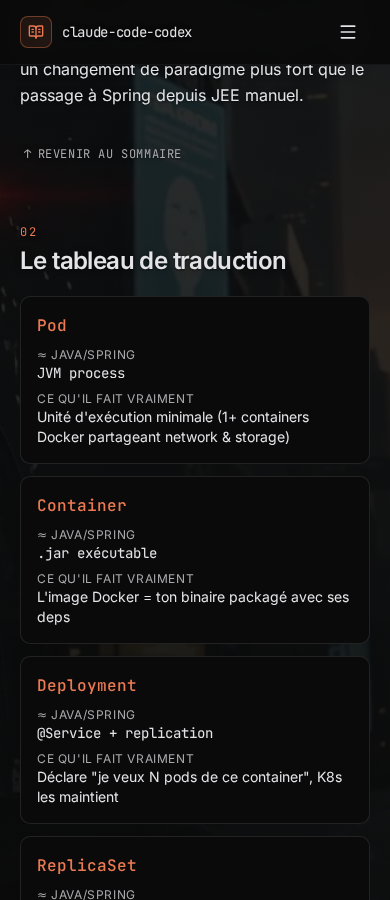 claude-code-codex
un changement de paradigme plus fort que le
passage à Spring depuis JEE manuel.
↑ REVENIR AU SOMMAIRE
02
Le tableau de traduction
Pod
≈ JAVA/SPRING
JVM process
CE QU'IL FAIT VRAIMENT
Unité d'exécution minimale (1+ containers
Docker partageant network & storage)
Container
≈ JAVA/SPRING
.jar exécutable
CE QU'IL FAIT VRAIMENT
L'image Docker = ton binaire packagé avec ses
deps
Deployment
≈ JAVA/SPRING
@Service + replication
CE QU'IL FAIT VRAIMENT
Déclare "je veux N pods de ce container", K8s
les maintient
ReplicaSet
≈ JAVA/SPRING